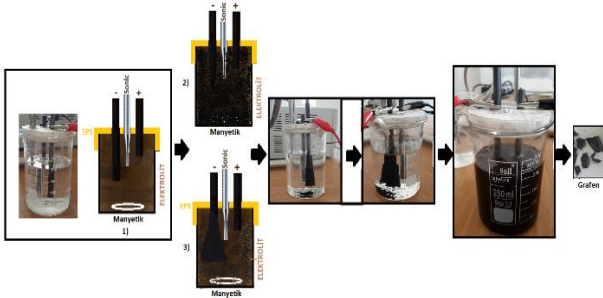 -
Sonic
+
EPS
ELEKTROLİT
Manyetik
1)
-
Sonic
+
2)
ELEKTROLİT
Manyetik
-
Sonic
+
EPS
3)
ELEKTROLİT
Manyetik
250 ml
Grafen